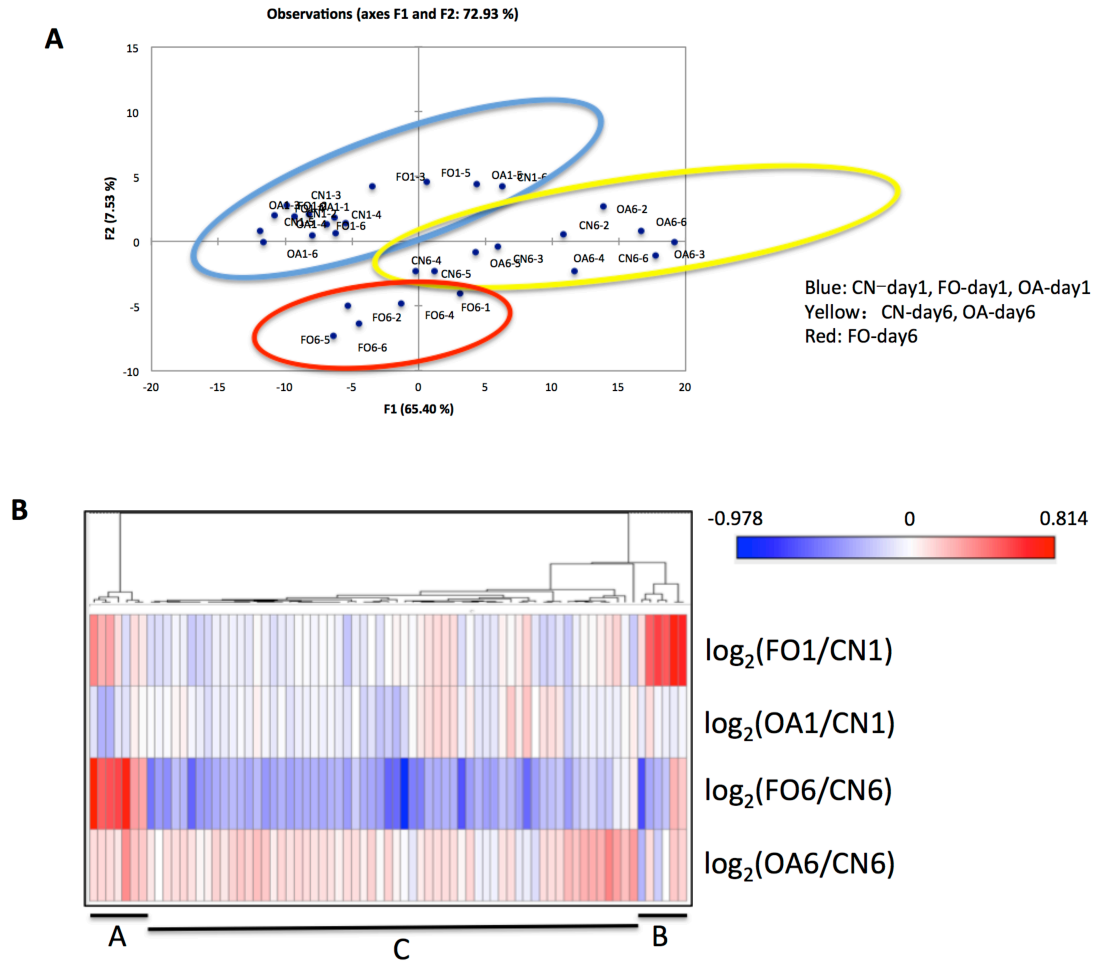 Observations (axes F1 and F2: 72.93 %)
A
15
10
5
0
-5
-10
-20
-15
-10
-5
0
5
10
15
20
F2 (7.53 %)
F1 (65.40 %)
FO1-3
FO1-5
OA1-5
CN1-6
CN1-3
OA1-1
CN1-4
FO1-6
OA1-4
OA1-6
OA6-2
CN6-2
OA6-6
CN6-4
CN6-5
OA6-5
CN6-3
OA6-4
CN6-6
OA6-3
FO6-2
FO6-4
FO6-1
FO6-5
FO6-6
Blue: CN−day1, FO-day1, OA-day1
Yellow： CN-day6, OA-day6
Red: FO-day6
B
-0.978
0
0.814
log2(FO1/CN1)
log2(OA1/CN1)
log2(FO6/CN6)
log2(OA6/CN6)
A
C
B